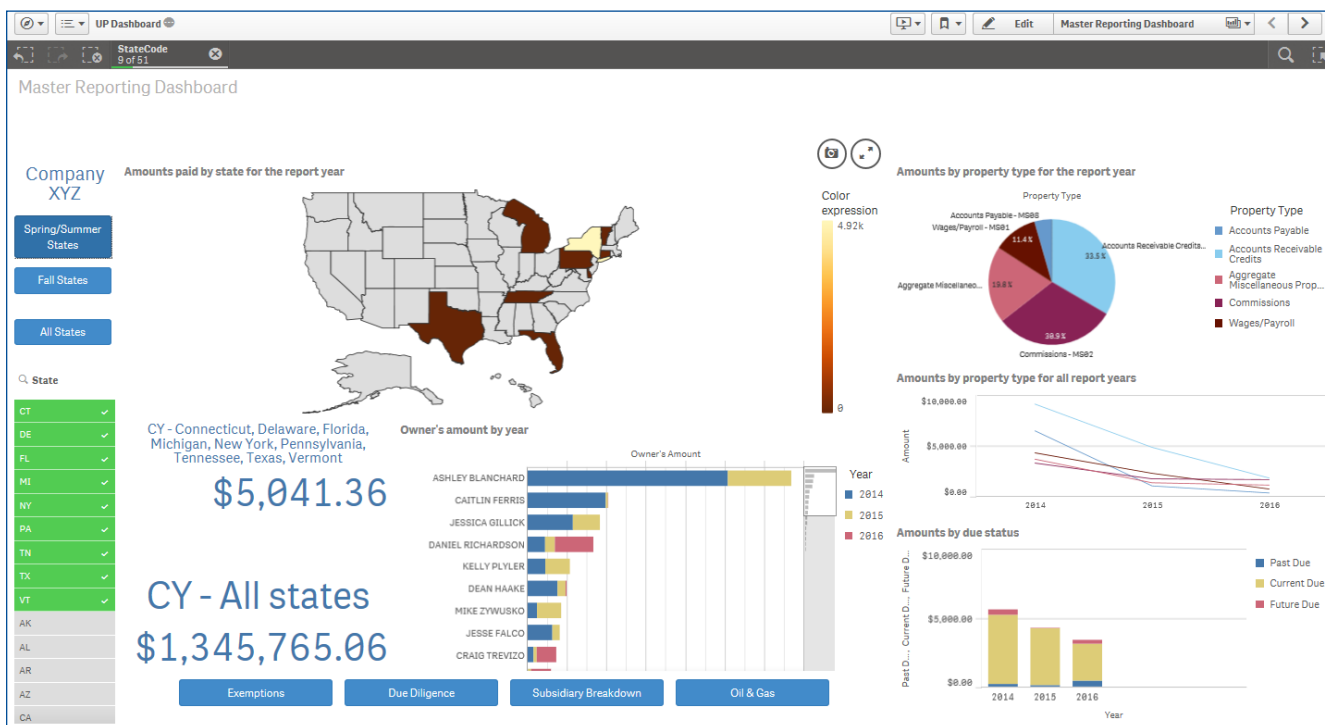 UP Dashboard
Edit
Master Reporting Dashboard
StateCode
9 of 51
Master Reporting Dashboard
Company
XYZ
Spring/Summer
States
Fall States
All States
State
CT
DE
FL
MI
NY
PA
TN
TX
VT
AK
AL
AR
AZ
CA
Amounts paid by state for the report year
Color
expression
4.92k
0
CY - Connecticut, Delaware, Florida,
Michigan, New York, Pennsylvania,
Tennessee, Texas, Vermont
$5,041.36
CY - All states
$1,345,765.06
Owner's amount by year
Owner's Amount
ASHLEY BLANCHARD
CAITLIN FERRIS
JESSICA GILLICK
DANIEL RICHARDSON
KELLY PLYLER
DEAN HAAKE
MIKE ZYWUSKO
JESSE FALCO
CRAIG TREVIZO
Year
2014
2015
2016
Exemptions
Due Diligence
Subsidiary Breakdown
Oil & Gas
Amounts by property type for the report year
Property Type
Accounts Payable - MS08
Wages/Payroll - MS01
Accounts Receivable Credits...
Aggregate Miscellaneo...
Commissions - MS02
11.4%
33.5%
30.9%
Property Type
Accounts Payable
Accounts Receivable
Credits
Aggregate
Miscellaneous Prop...
Commissions
Wages/Payroll
Amounts by property type for all report years
Amount
$10,000.00
$5,000.00
$0.00
2014
2015
2016
Amounts by due status
Past D..., Current D..., Future D...
$10,000.00
$5,000.00
$0.00
2014
2015
2016
Year
Past Due
Current Due
Future Due